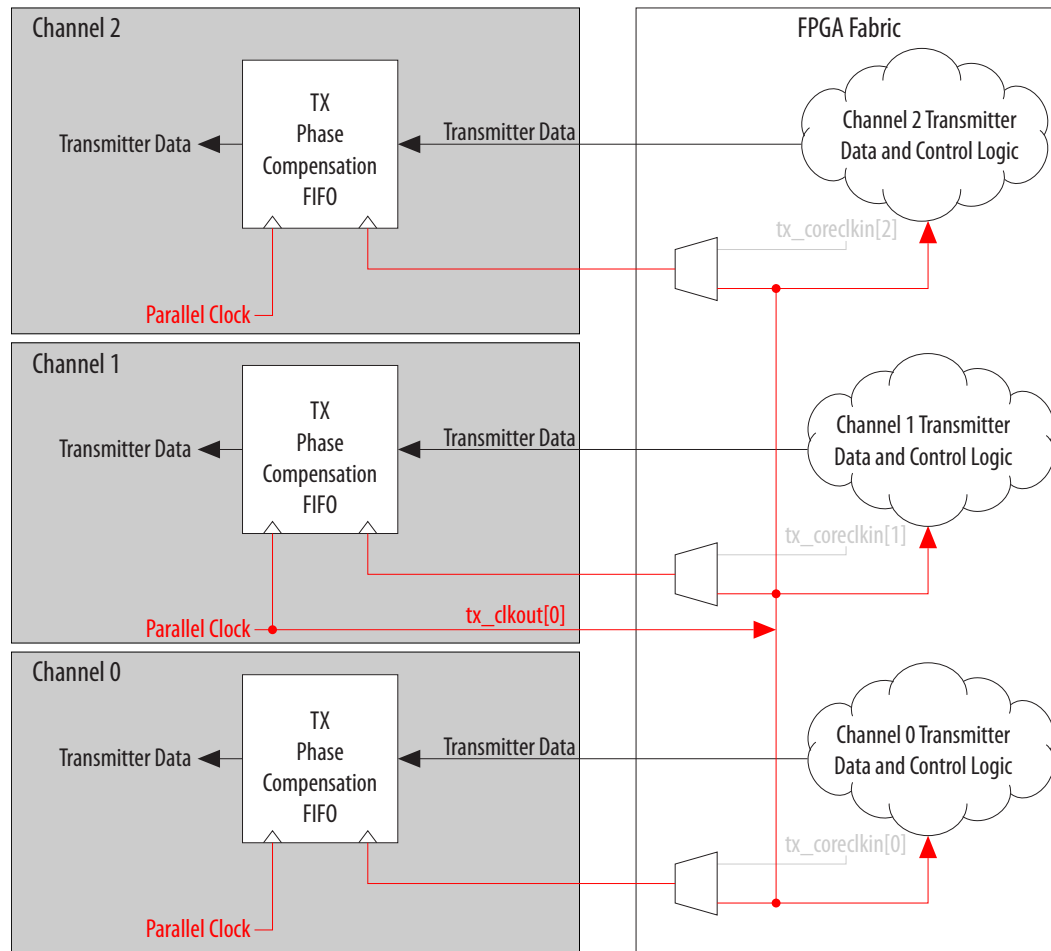 Channel 2
FPGA Fabric
TX
Phase
Compensation
FIFO
Transmitter Data
Transmitter Data
Channel 2 Transmitter
Data and Control Logic
tx_coreclkin[2]
Parallel Clock
Channel 1
TX
Phase
Compensation
FIFO
Transmitter Data
Transmitter Data
Channel 1 Transmitter
Data and Control Logic
tx_coreclkin[1]
Parallel Clock
tx_clkout[0]
Channel 0
TX
Phase
Compensation
FIFO
Transmitter Data
Transmitter Data
Channel 0 Transmitter
Data and Control Logic
tx_coreclkin[0]
Parallel Clock